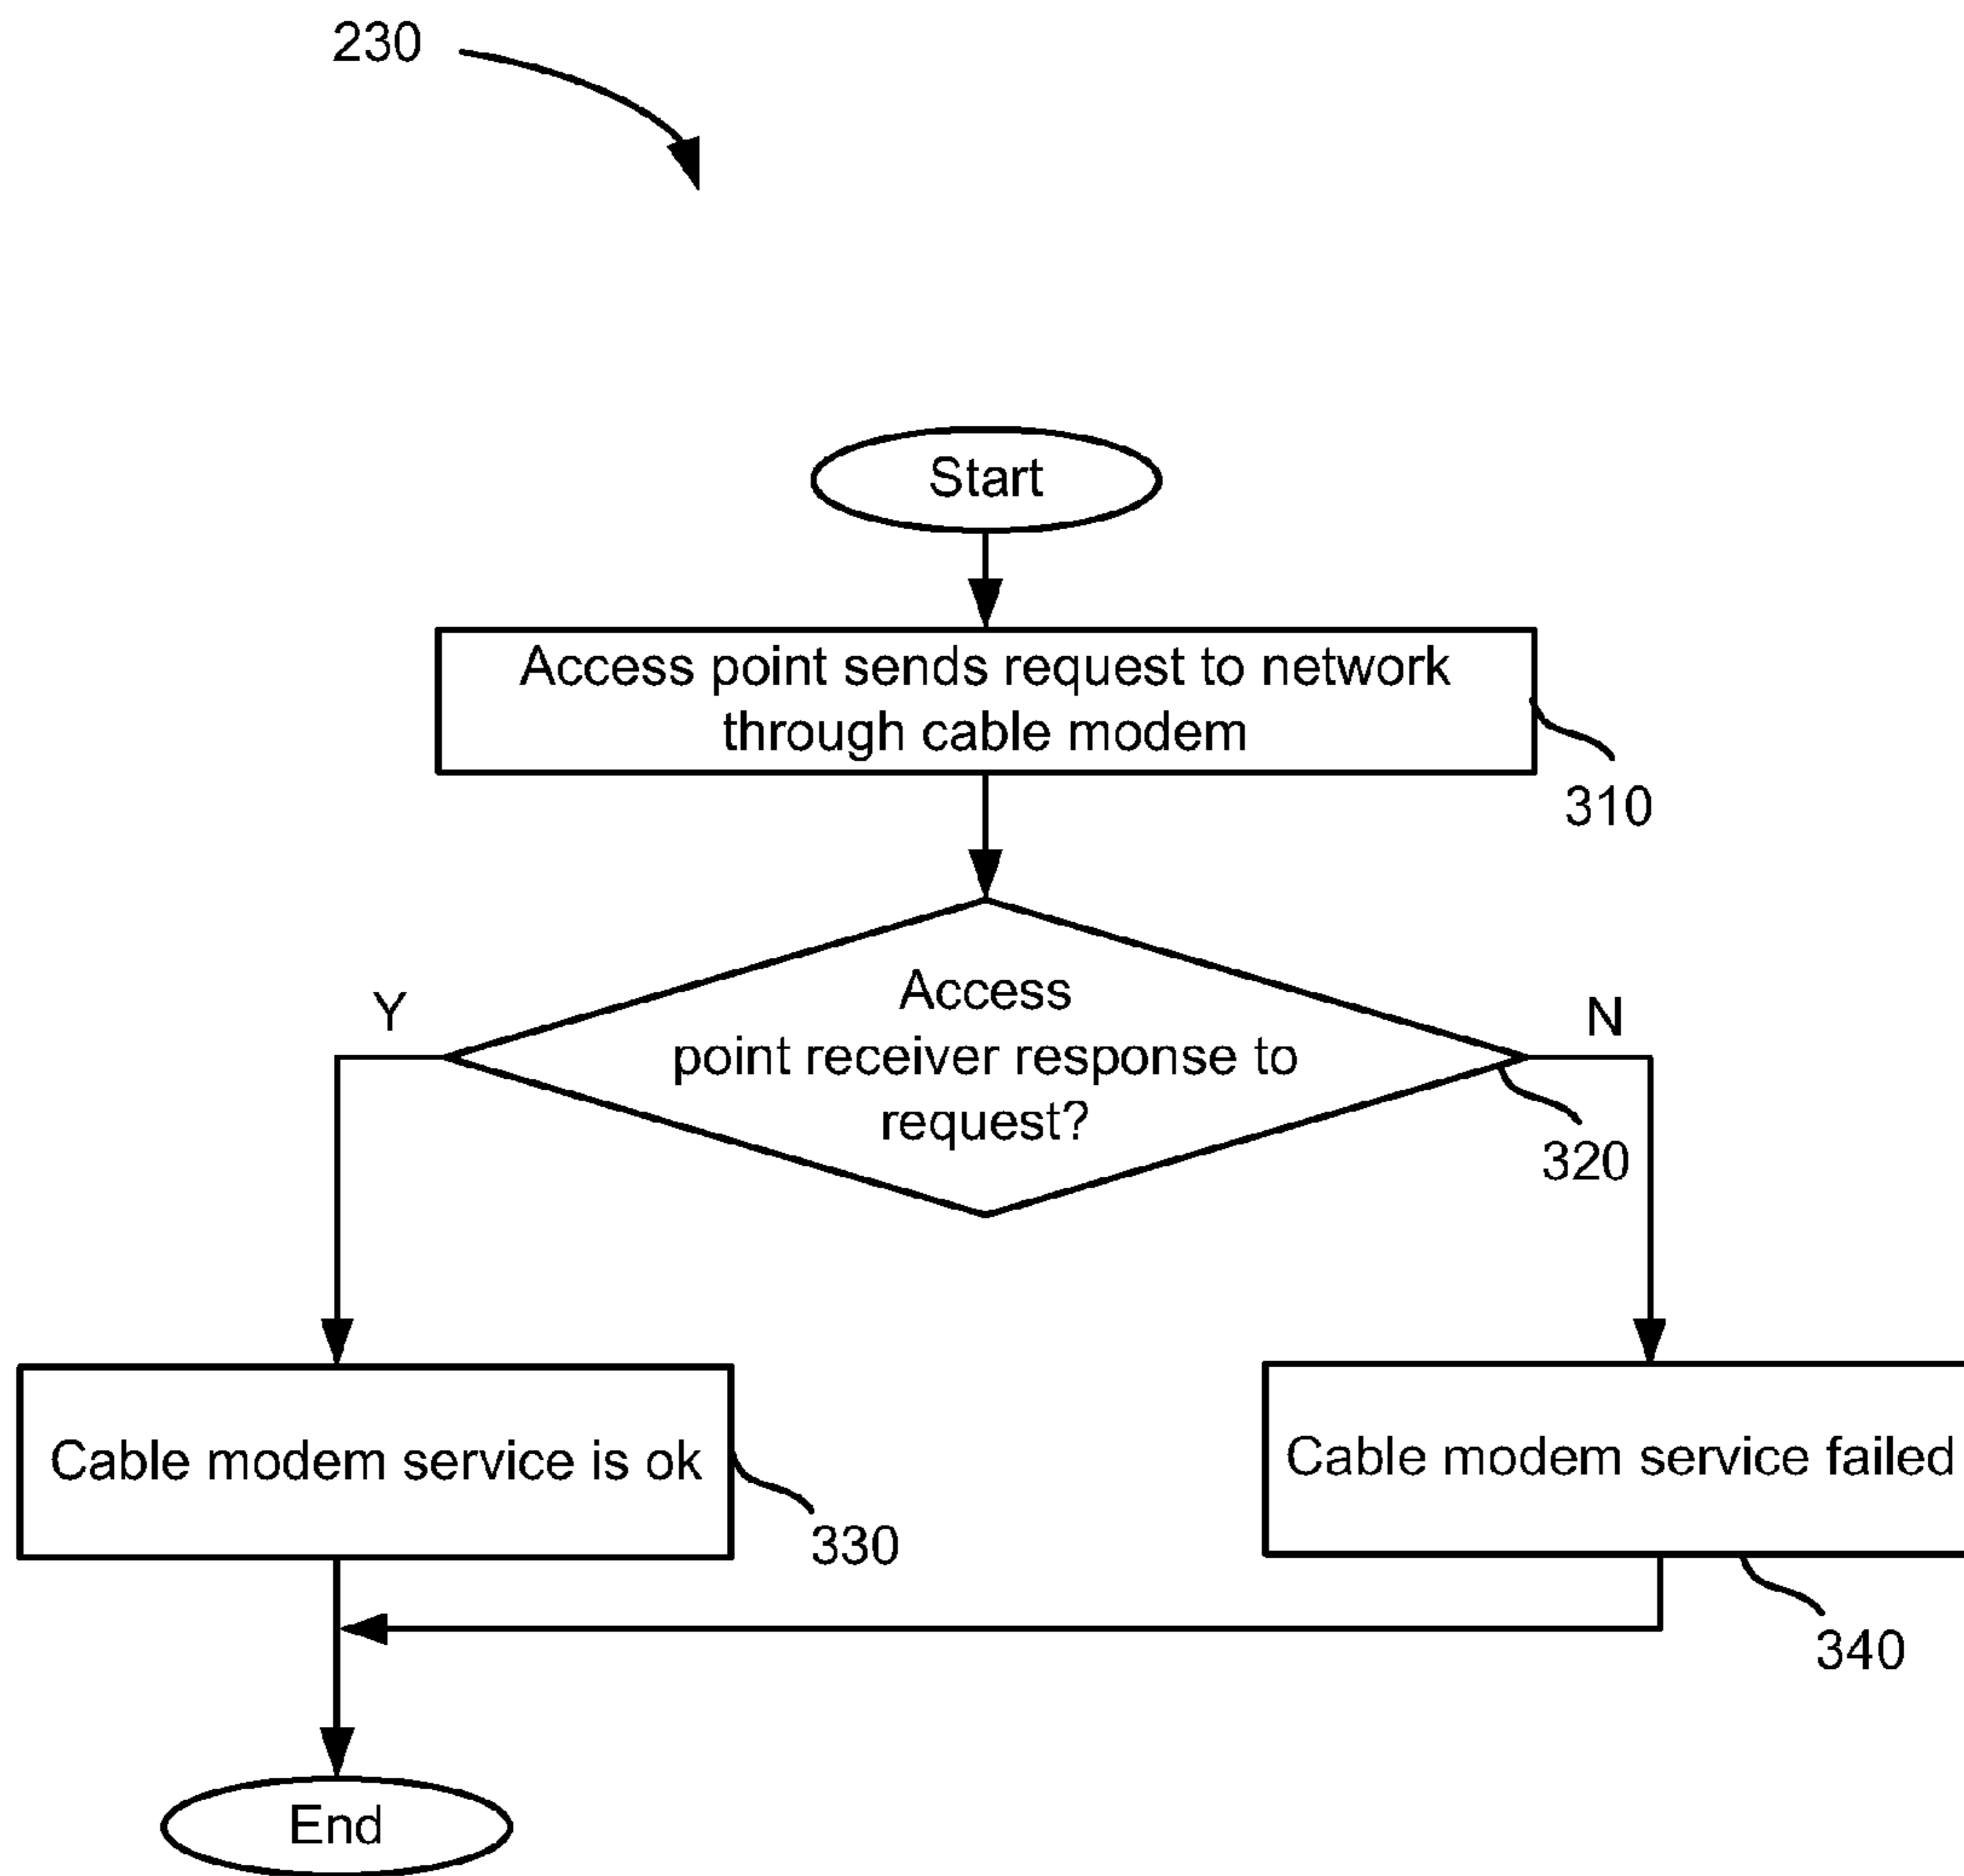 230
Start
Access point sends request to network
through cable modem
310
Access
point receiver response to
request?
Y
N
320
Cable modem service is ok
330
Cable modem service failed
340
End